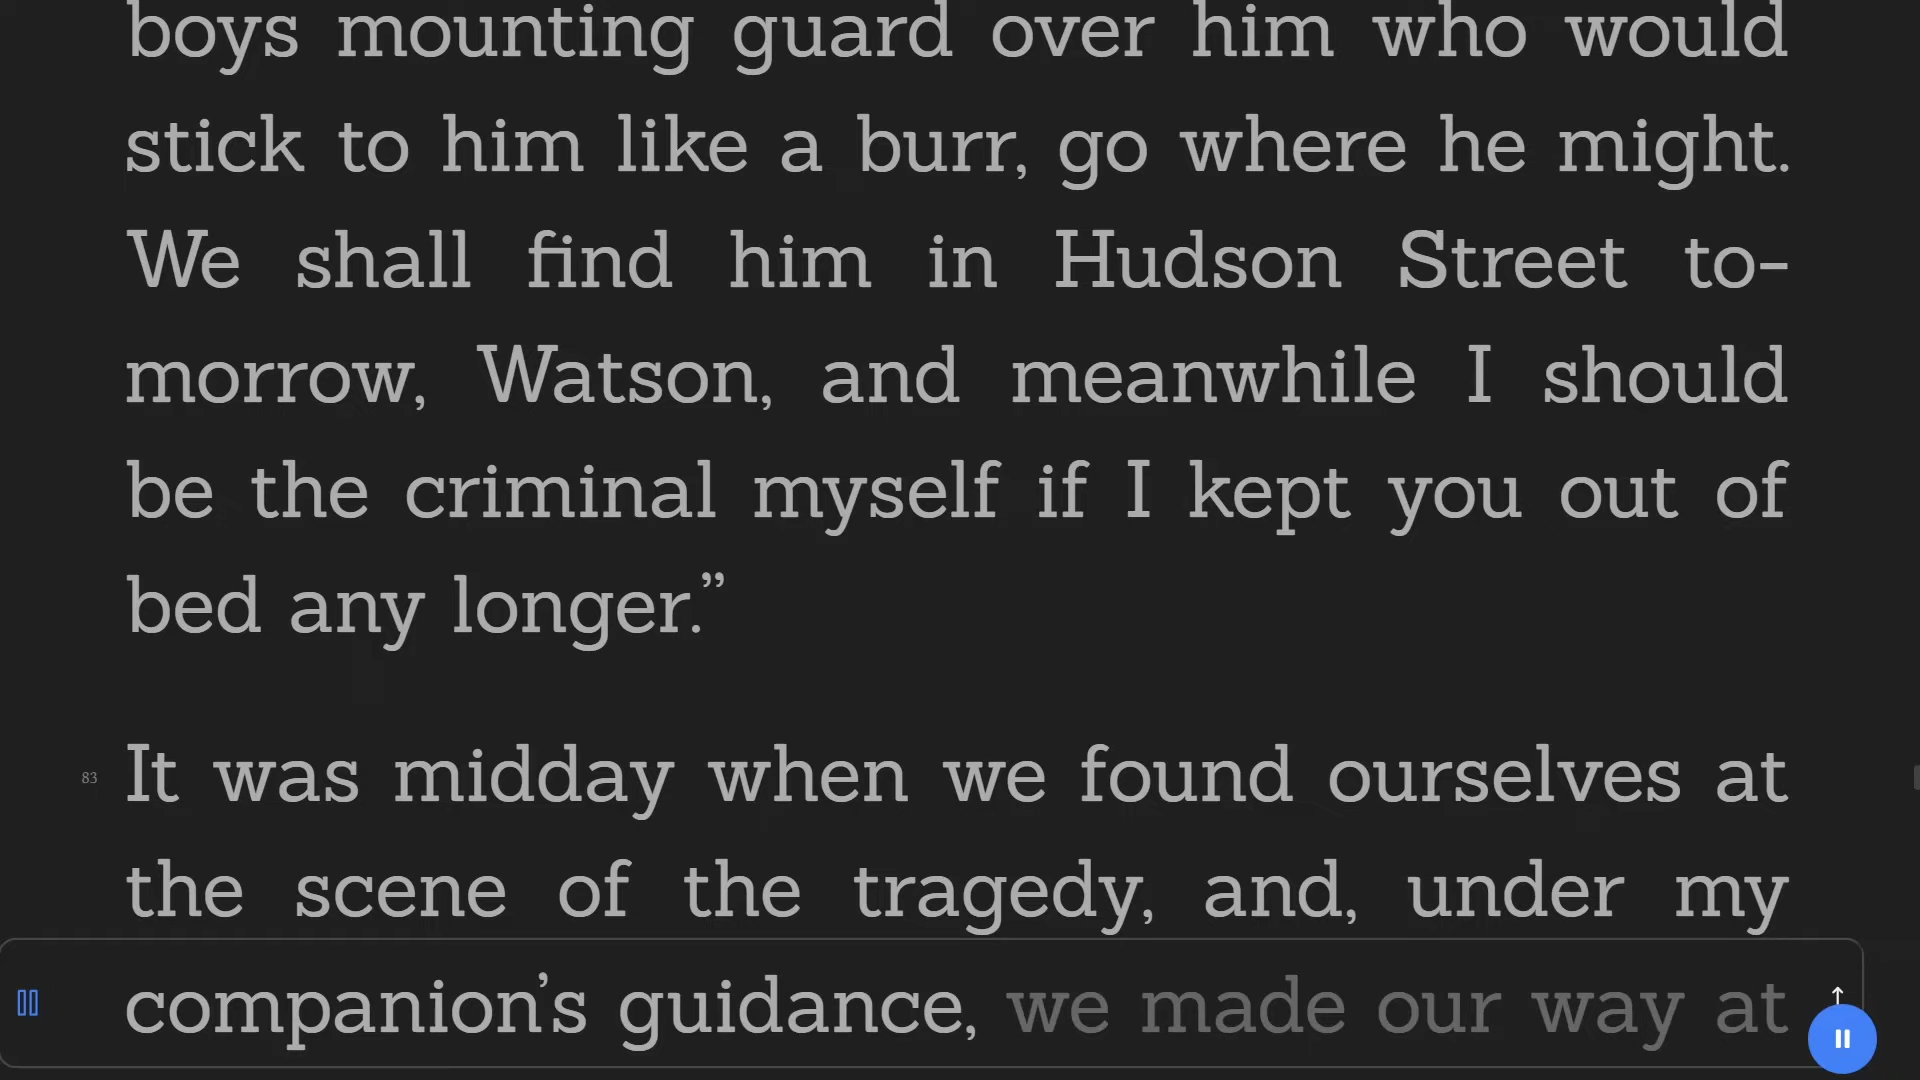 boys mounting guard over him who would
stick to him like a burr, go where he might.
We shall find him in Hudson Street to-
morrow, Watson, and meanwhile I should
be the criminal myself if I kept you out of
bed any longer.”
83
It was midday when we found ourselves at
the scene of the tragedy, and, under my
companion’s guidance, we made our way at